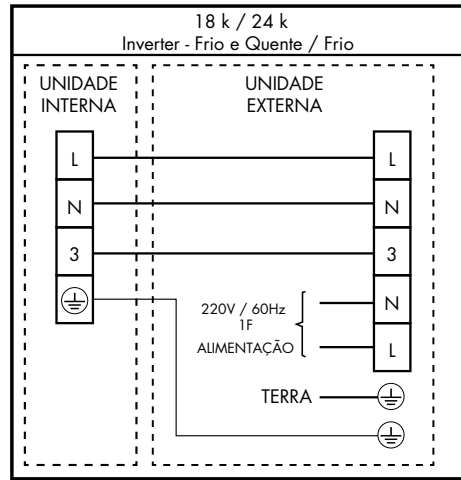 18 k / 24 k
Inverter - Frio e Quente / Frio
UNIDADE
INTERNA
UNIDADE
EXTERNA
L
L
N
N
3
3
220V / 60Hz
1F
ALIMENTAÇÃO
N
L
TERRA